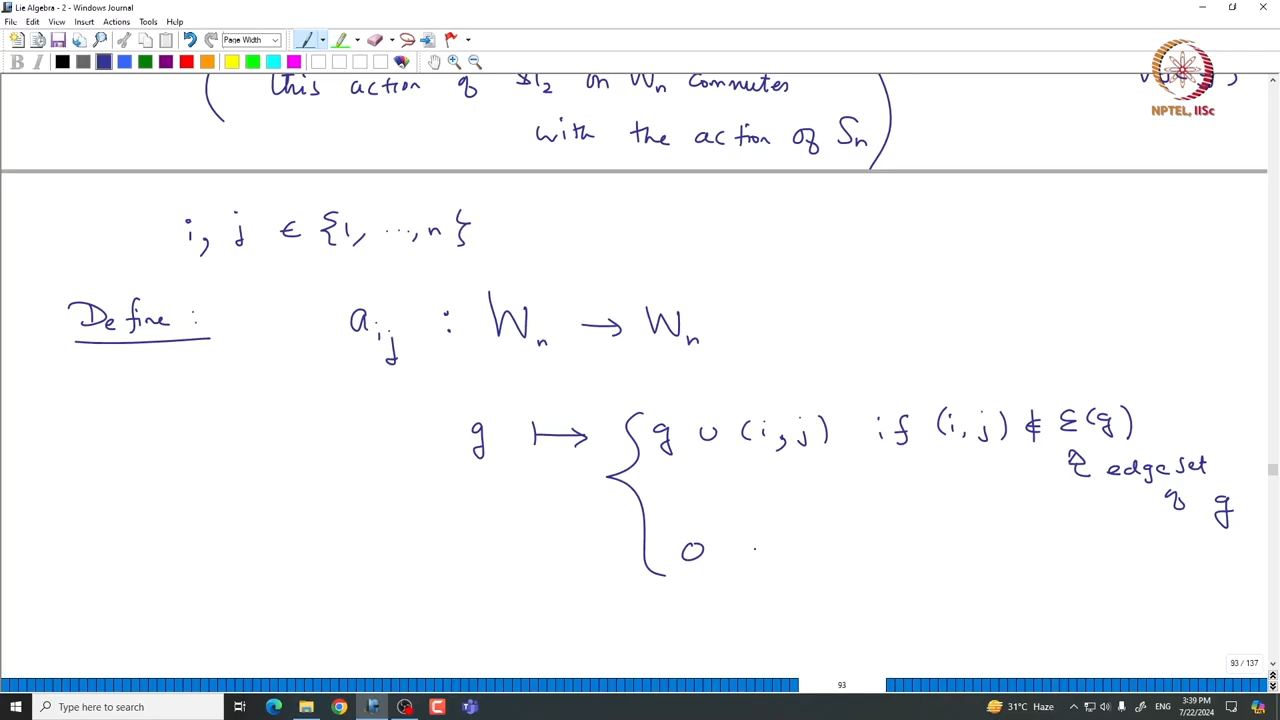 Lie Algebra - 2 - Windows Journal
File Edit View Insert Actions Tools Help
Page Width
B I
this action of sl₂ on Wₙ commutes
with the action of Sₙ
NPTEL, IISc
i, j ∈ {1, ..., n}
Define : a_{ij} : Wₙ → Wₙ
g ↦ { g ∪ (i, j) if (i, j) ∉ E(g)
edge set
of g
0
93 / 137
93
Type here to search
31°C Haze
ENG
3:39 PM
7/22/2024